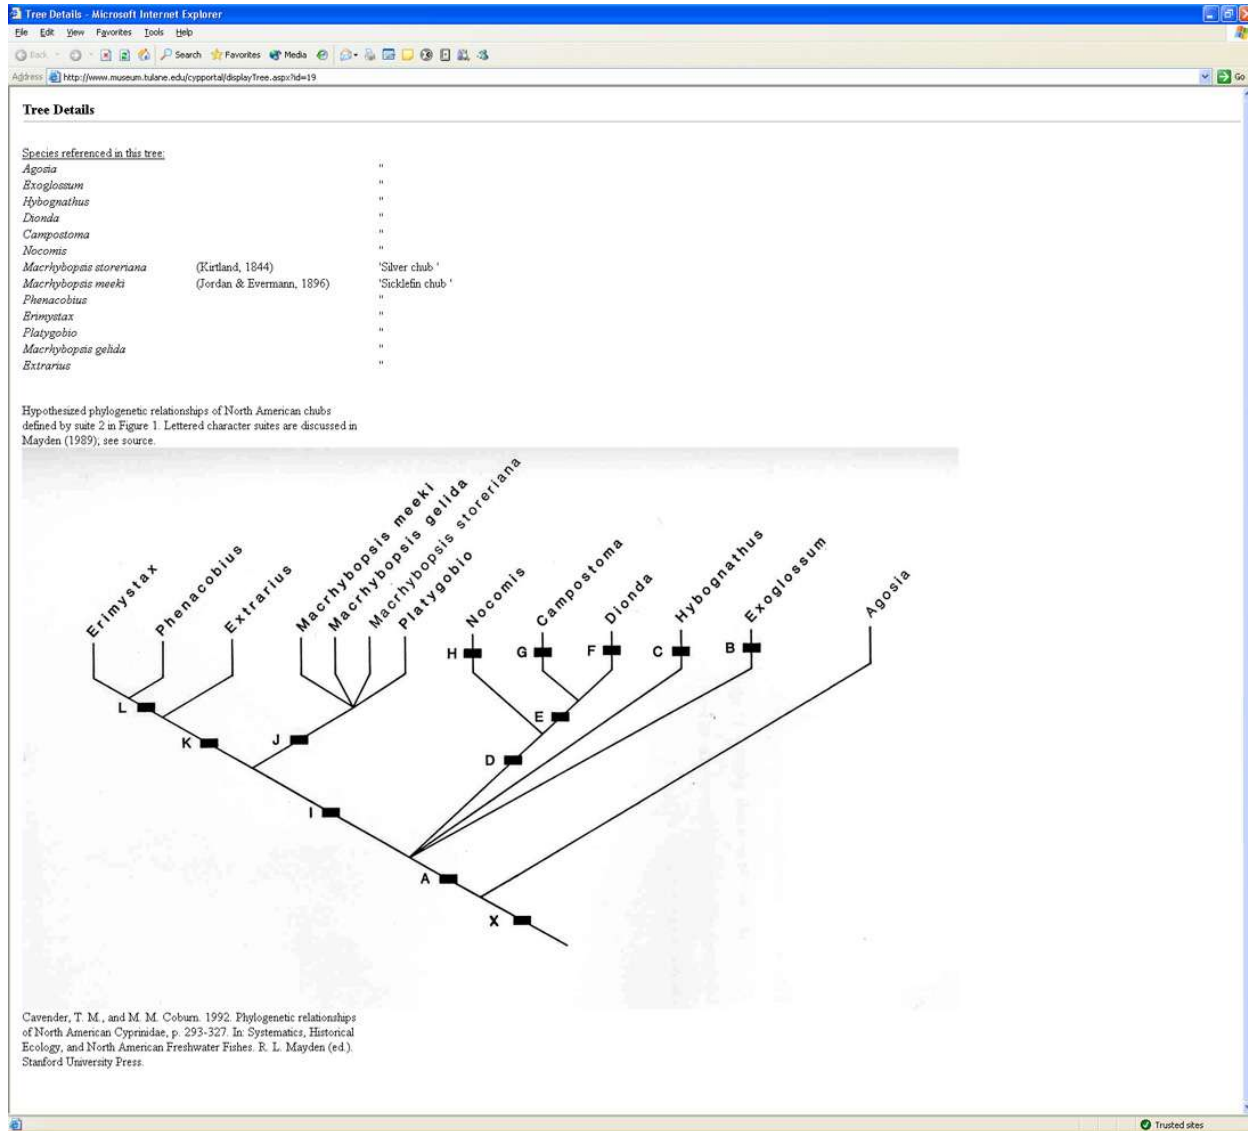 Tree Details - Microsoft Internet Explorer
File Edit View Favorites Tools Help
Back Search Favorites Media
Address http://www.museum.tulane.edu/cypportal/displayTree.aspx?id=19 Go
Tree Details
Species referenced in this tree:
Agosia ''
Exoglossum ''
Hybognathus ''
Dionda ''
Campostoma ''
Nocomis ''
Macrhybopsis storeriana (Kirtland, 1844) 'Silver chub '
Macrhybopsis meeki (Jordan & Evermann, 1896) 'Sicklefin chub '
Phenacobius ''
Erimystax ''
Platygobio ''
Macrhybopsis gelida ''
Extrarius ''
Hypothesized phylogenetic relationships of North American chubs
defined by suite 2 in Figure 1. Lettered character suites are discussed in
Mayden (1989); see source.
Erimystax
Phenacobius
Extrarius
Macrhybopsis meeki
Macrhybopsis gelida
Macrhybopsis storeriana
Platygobio
Nocomis
Campostoma
Dionda
Hybognathus
Exoglossum
Agosia
H G F C B
L E
K J D
I
A
X
Cavender, T. M., and M. M. Coburn. 1992. Phylogenetic relationships
of North American Cyprinidae, p. 293-327. In: Systematics, Historical
Ecology, and North American Freshwater Fishes. R. L. Mayden (ed.).
Stanford University Press.
Trusted sites